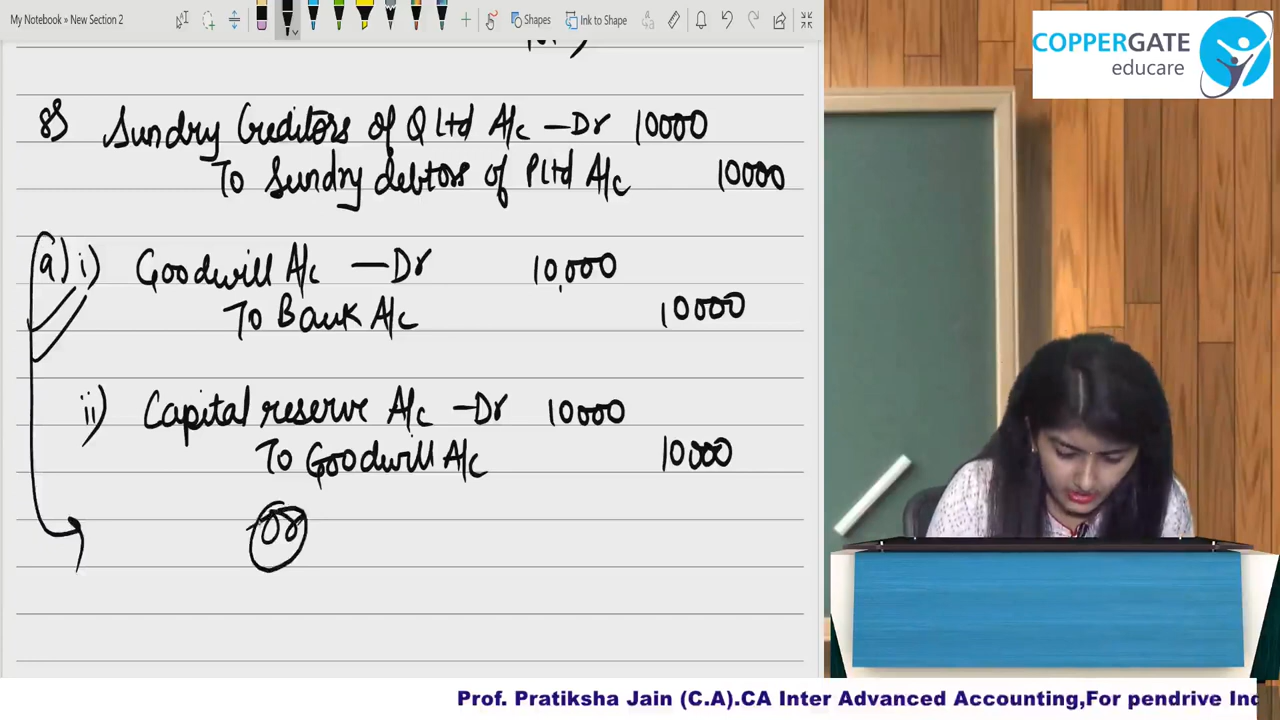 My Notebook » New Section 2
Shapes
Ink to Shape
COPPERGATE
educare
8) Sundry Creditors of Q Ltd A/c —Dr 10000
To Sundry debtors of P Ltd A/c 10000
a) i) Goodwill A/c —Dr 10,000
To Bank A/c 10000
ii) Capital reserve A/c —Dr 10000
To Goodwill A/c 10000
Or
Prof. Pratiksha Jain (C.A).CA Inter Advanced Accounting,For pendrive Inq